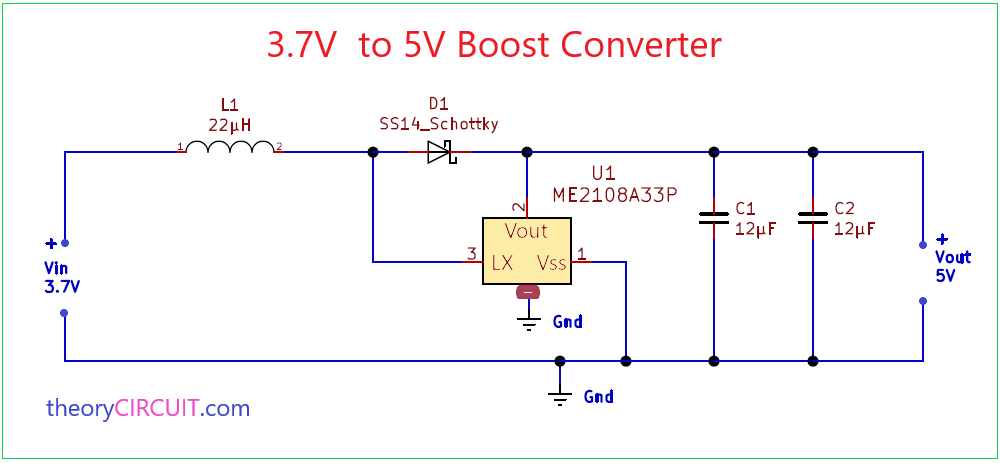 3.7V to 5V Boost Converter
L1
22µH
1
2
D1
SS14_Schottky
U1
ME2108A33P
2
Vout
3
LX
Vss
1
C1
12µF
C2
12µF
+
Vin
3.7V
+
Vout
5V
−
Gnd
Gnd
theoryCIRCUIT.com